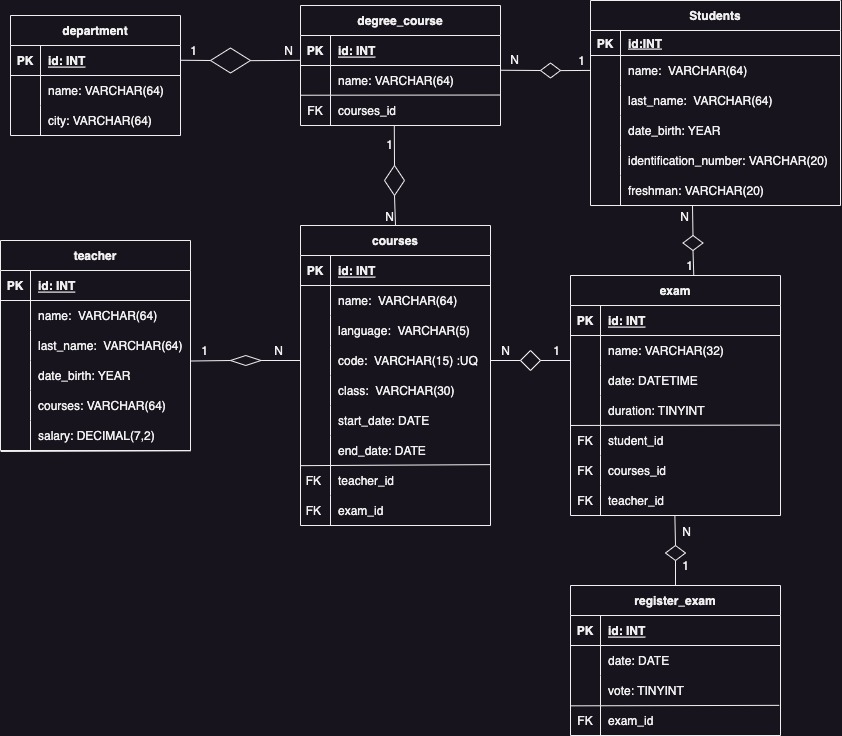 department
PK id: INT
name: VARCHAR(64)
city: VARCHAR(64)
1 N
degree_course
PK id: INT
name: VARCHAR(64)
FK courses_id
N 1
Students
PK id:INT
name: VARCHAR(64)
last_name: VARCHAR(64)
date_birth: YEAR
identification_number: VARCHAR(20)
freshman: VARCHAR(20)
1
N
N
1
teacher
PK id: INT
name: VARCHAR(64)
last_name: VARCHAR(64)
date_birth: YEAR
courses: VARCHAR(64)
salary: DECIMAL(7,2)
1 N
courses
PK id: INT
name: VARCHAR(64)
language: VARCHAR(5)
code: VARCHAR(15) :UQ
class: VARCHAR(30)
start_date: DATE
end_date: DATE
FK teacher_id
FK exam_id
N 1
exam
PK id: INT
name: VARCHAR(32)
date: DATETIME
duration: TINYINT
FK student_id
FK courses_id
FK teacher_id
N
1
register_exam
PK id: INT
date: DATE
vote: TINYINT
FK exam_id